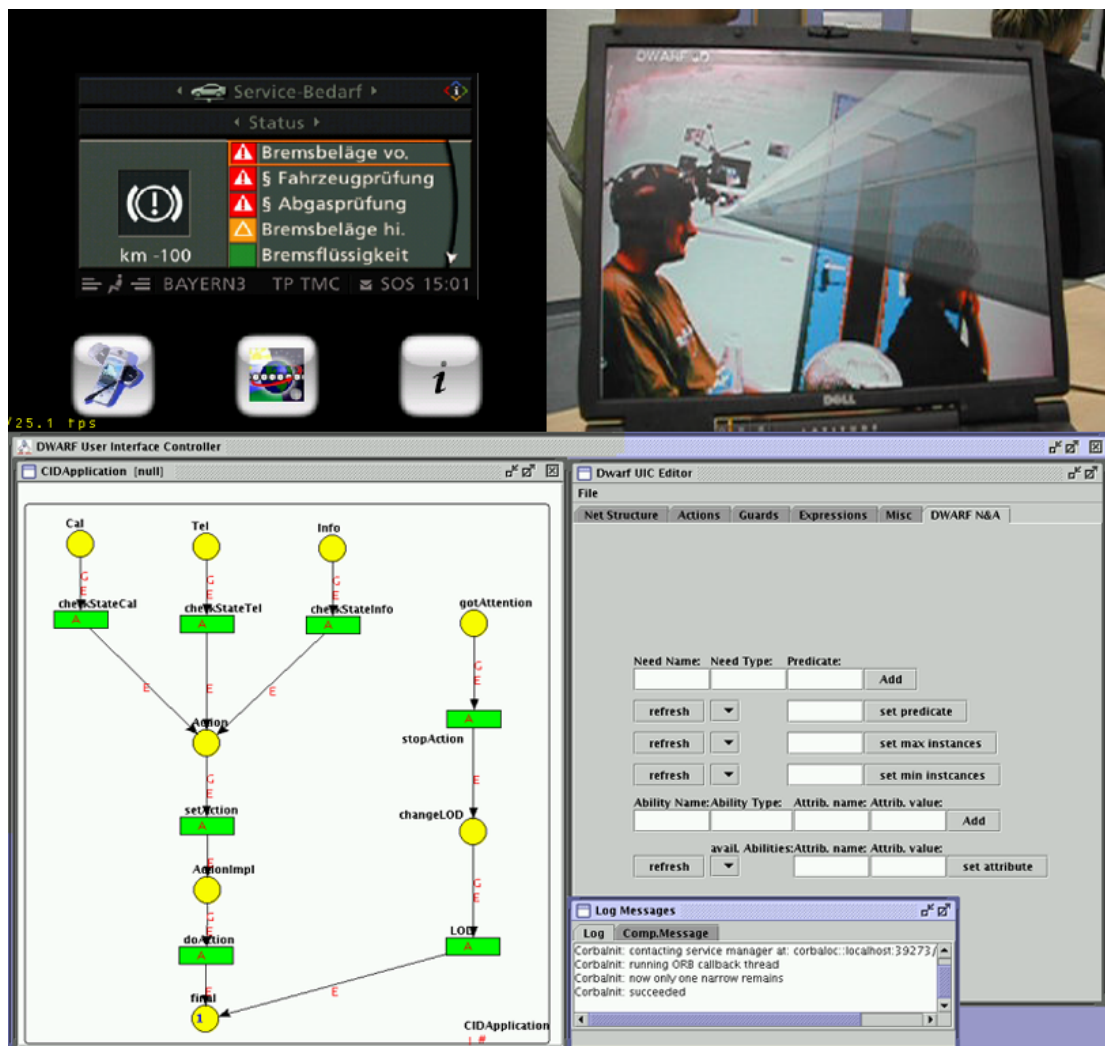 Service-Bedarf
Status
Bremsbeläge vo.
§ Fahrzeugprüfung
§ Abgasprüfung
Bremsbeläge hi.
Bremsflüssigkeit
km -100
BAYERN3 TP TMC SOS 15:01
i
/25.1 fps
DWARF
DELL
LATITUDE
DWARF User Interface Controller
CIDApplication [null]
Cal
Tel
Info
G
E
G
E
G
E
checkStateCal
checkStateTel
checkStateInfo
A
A
A
gotAttention
G
E
E
E
E
A
stopAction
Action
E
G
E
changeLOD
setAction
A
E
ActionImpl
G
E
G
E
doAction
A
LOD
A
E
E
final
1
CIDApplication
Dwarf UIC Editor
File
Net Structure Actions Guards Expressions Misc DWARF N&A
Need Name: Need Type: Predicate:
Add
refresh set predicate
refresh set max instances
refresh set min instcances
Ability Name: Ability Type: Attrib. name: Attrib. value:
Add
avail. Abilities: Attrib. name: Attrib. value:
refresh set attribute
Log Messages
Log Comp.Message
CorbaInit: contacting service manager at: corbaloc::localhost:39273/
CorbaInit: running ORB callback thread
CorbaInit: now only one narrow remains
CorbaInit: succeeded